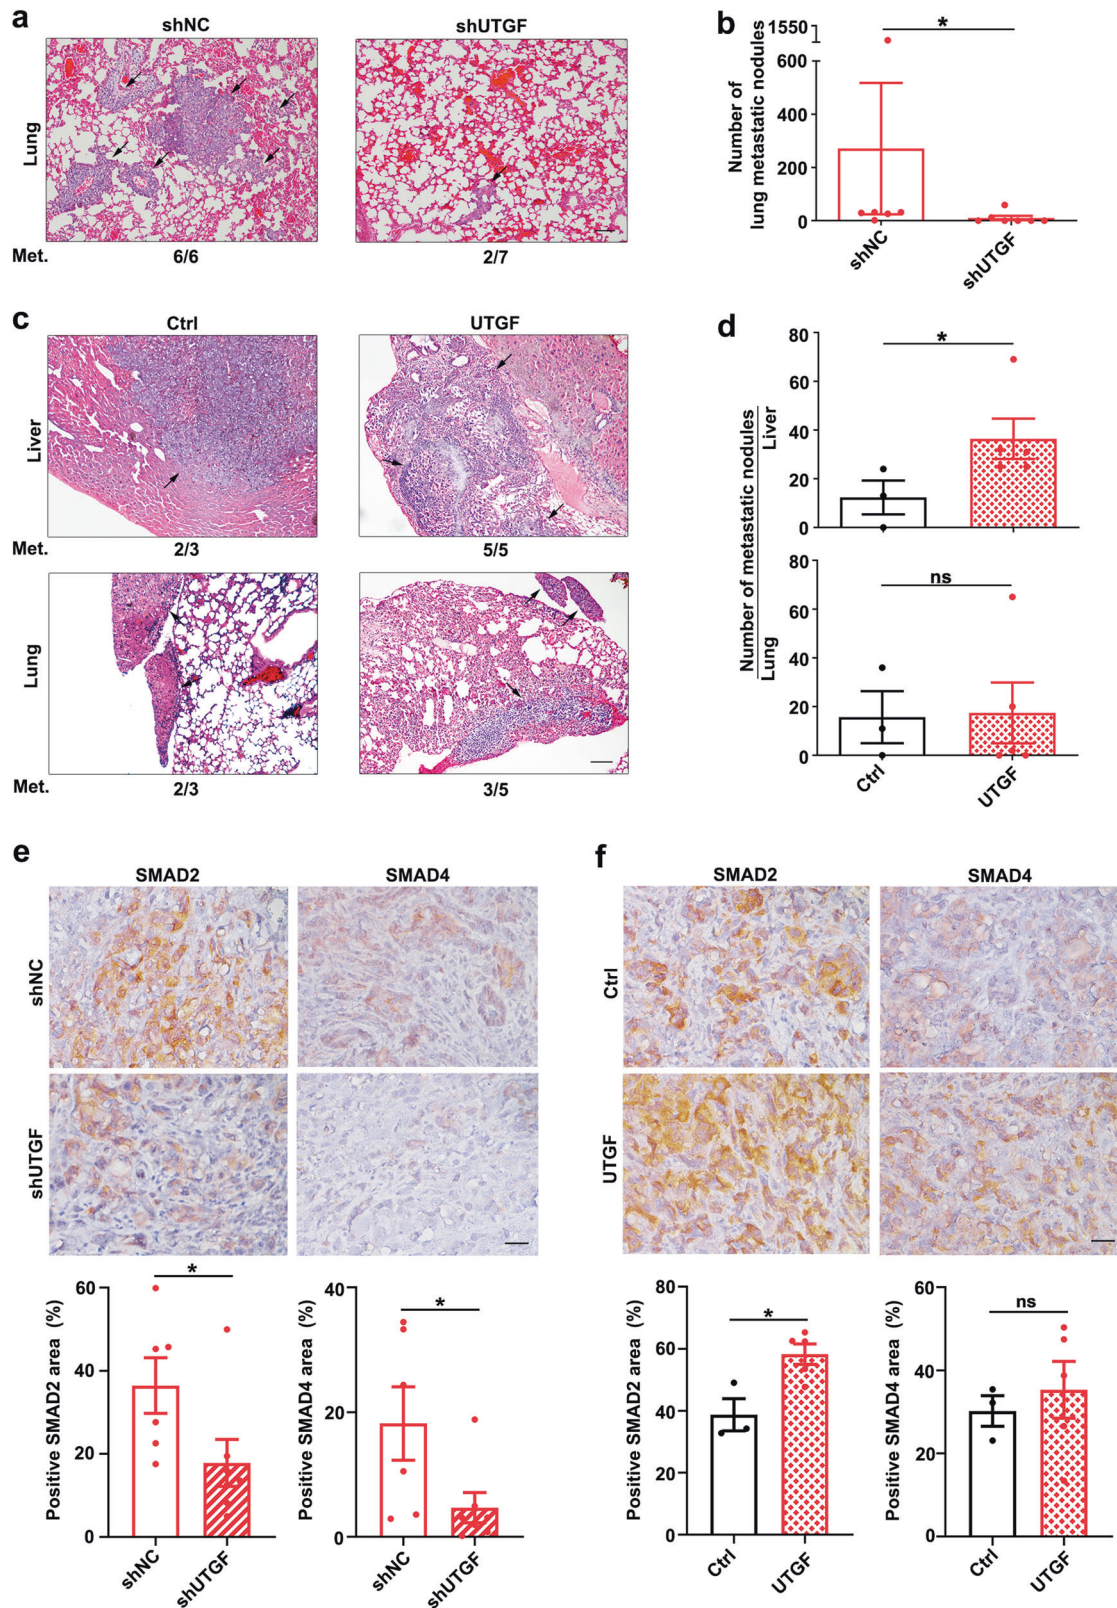 a
shNC
shUTGF
Lung
Met.
6/6
2/7
b
Number of
lung metastatic nodules
1550
600
400
200
0
*
shNC
shUTGF
c
Ctrl
UTGF
Liver
Met.
2/3
5/5
Lung
Met.
2/3
3/5
d
Number of metastatic nodules
Liver
Lung
80
60
40
20
0
*
80
60
40
20
0
ns
Ctrl
UTGF
e
SMAD2
SMAD4
shNC
shUTGF
Positive SMAD2 area (%)
60
40
20
0
*
shNC
shUTGF
Positive SMAD4 area (%)
40
20
0
*
shNC
shUTGF
f
SMAD2
SMAD4
Ctrl
UTGF
Positive SMAD2 area (%)
80
60
40
20
0
*
Ctrl
UTGF
Positive SMAD4 area (%)
60
40
20
0
ns
Ctrl
UTGF